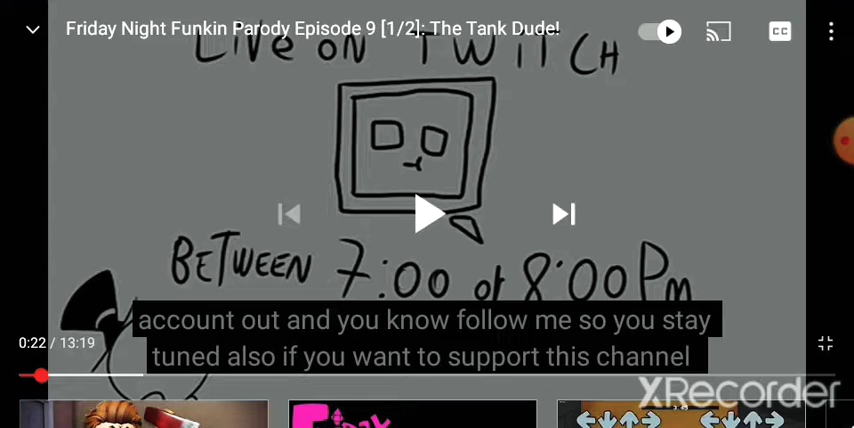 Friday Night Funkin Parody Episode 9 [1/2]: The Tank Dude!
CC
LIVE ON TWITCH
BETWEEN 7:00 of 8:00 Pm
account out and you know follow me so you stay
tuned also if you want to support this channel
0:22 / 13:19
XRecorder